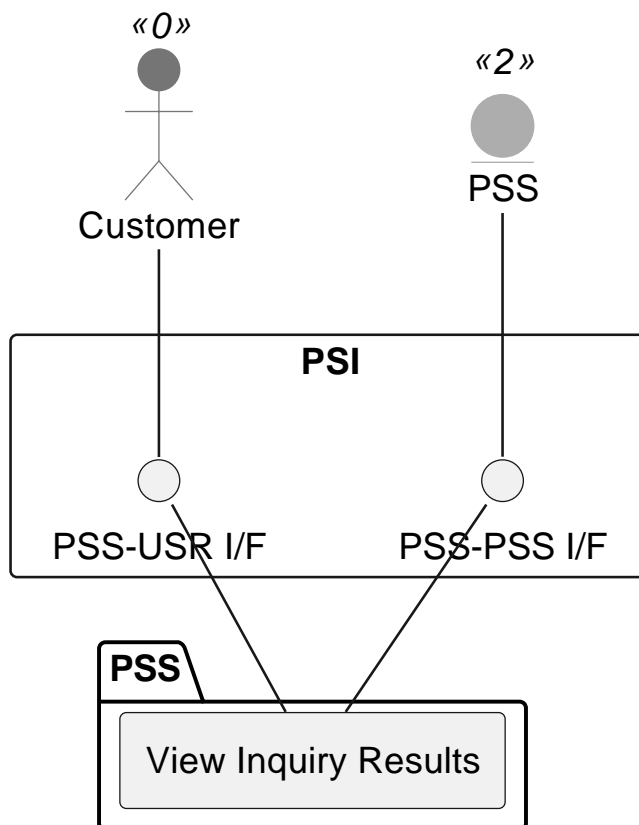 «0»
«2»
PSS
Customer
PSI
PSS-USR I/F
PSS-PSS I/F
PSS
View Inquiry Results